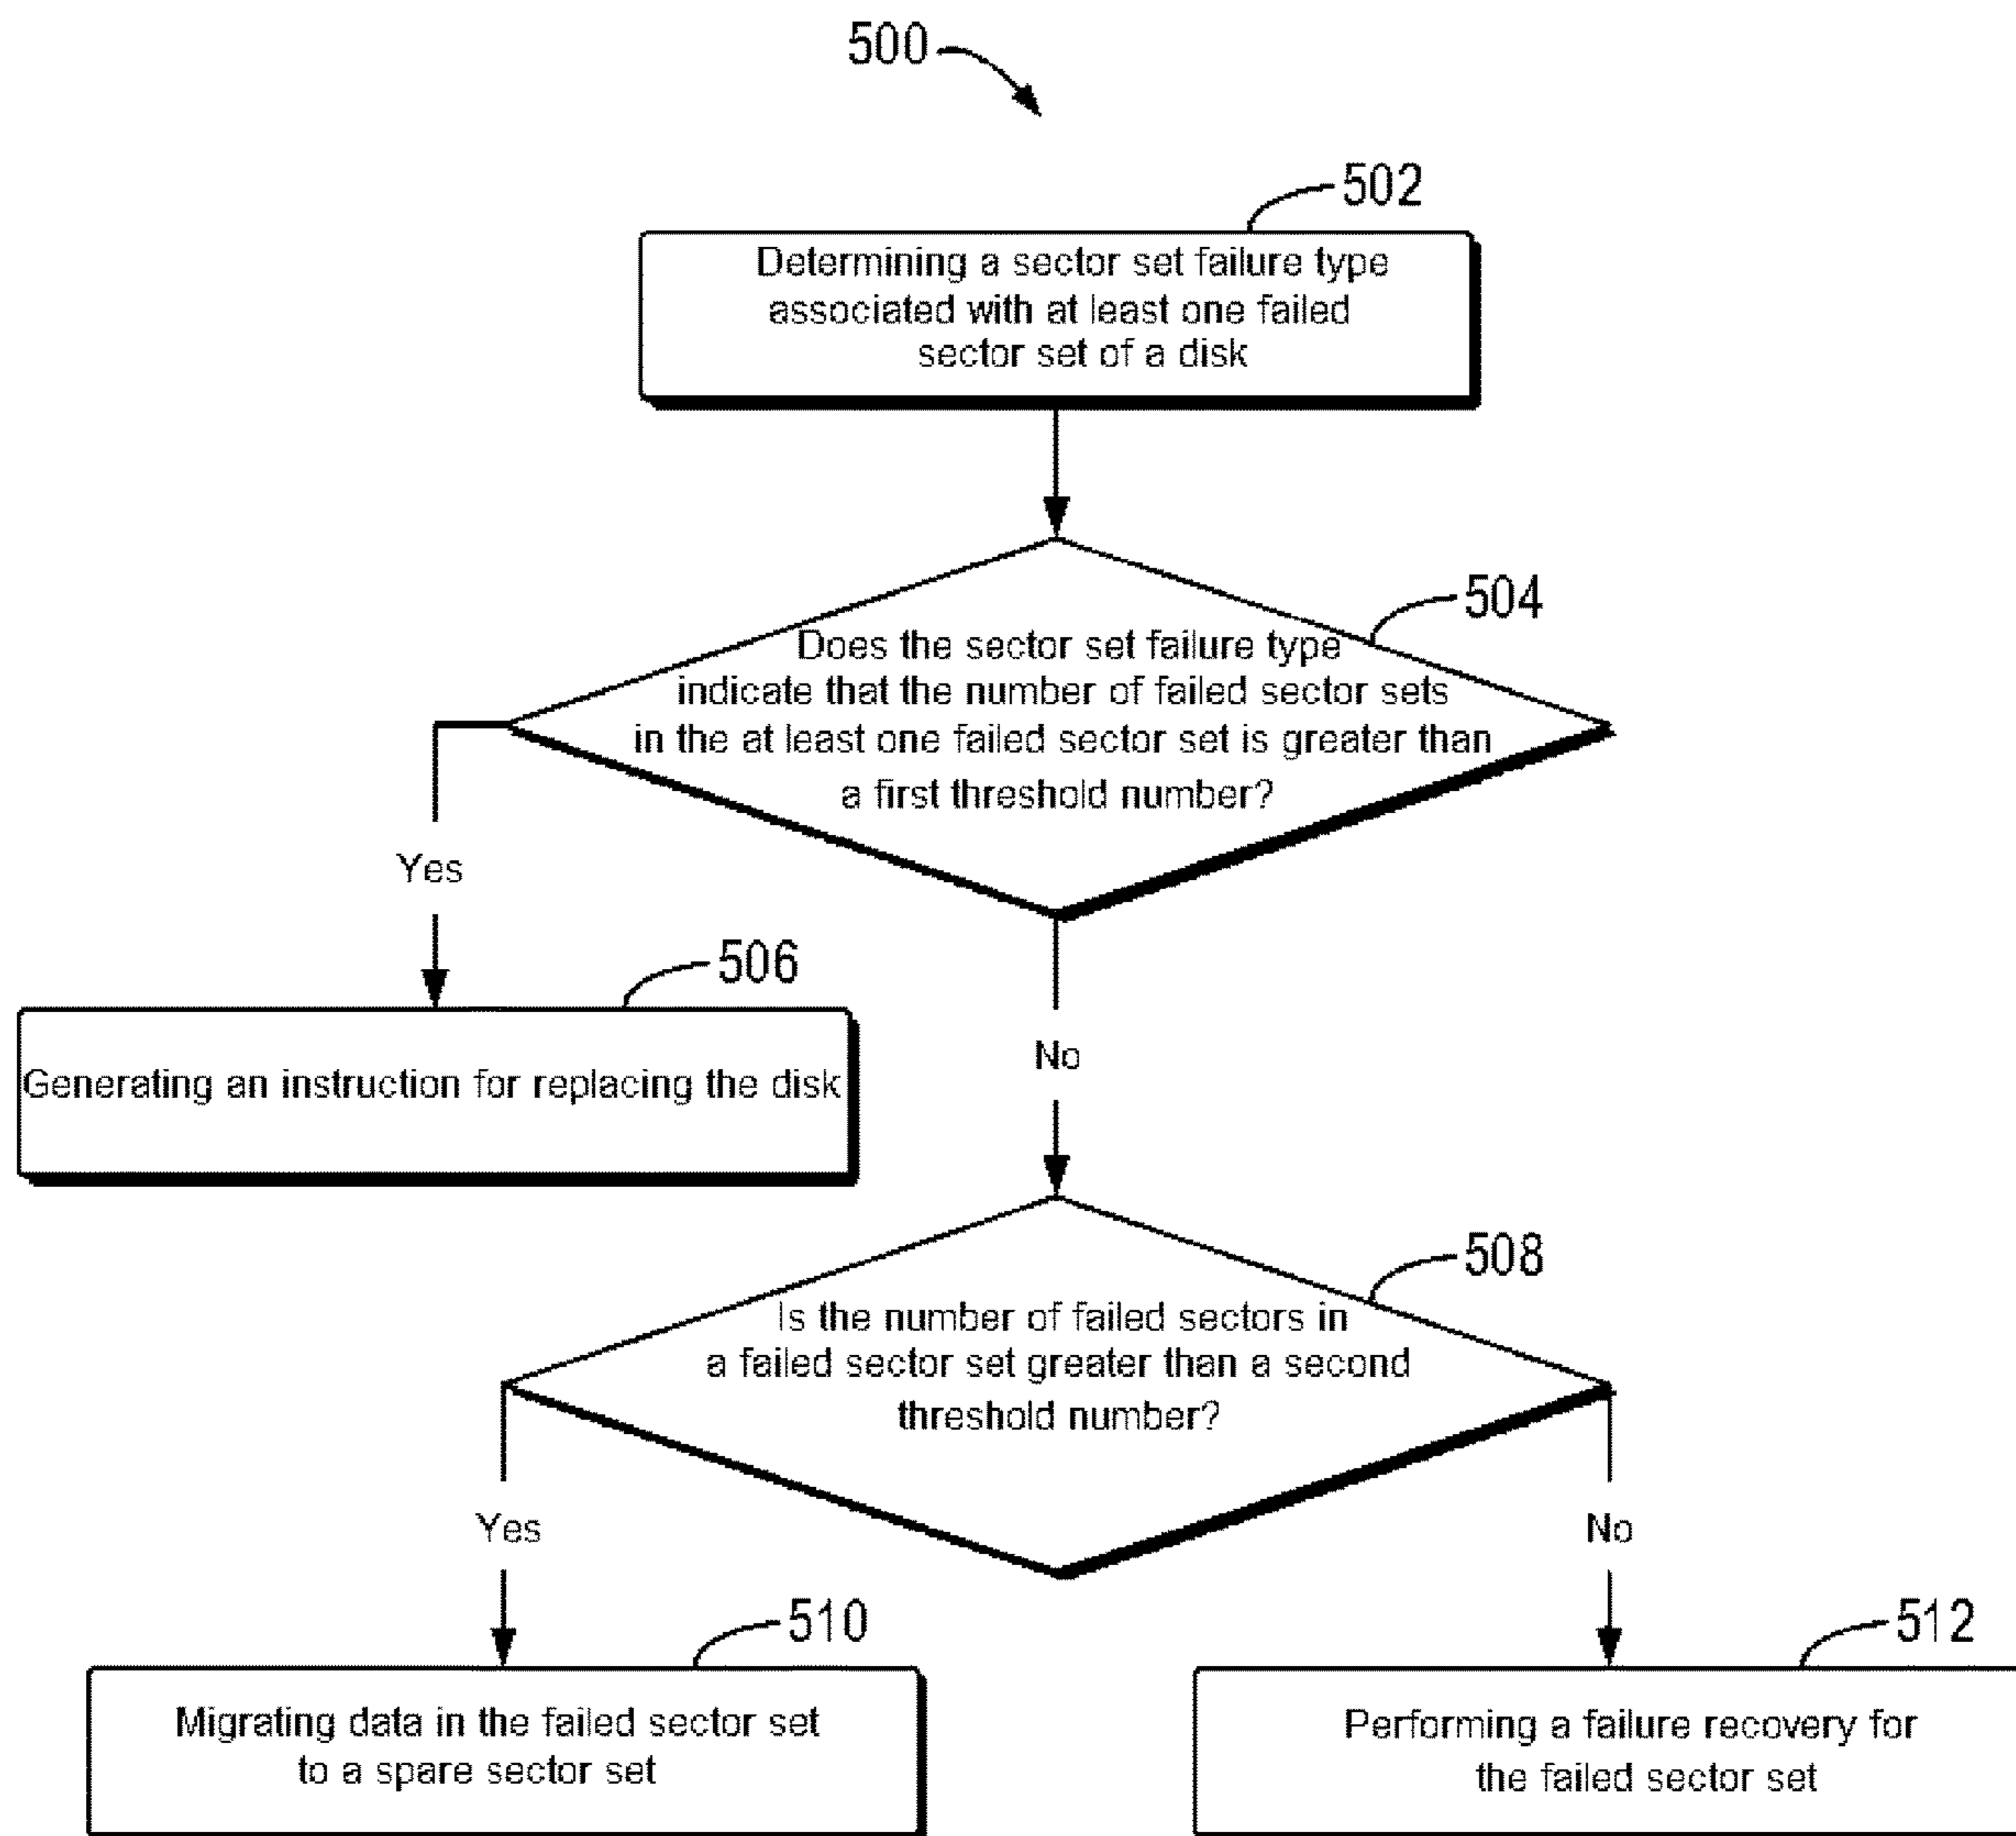 500
502
Determining a sector set failure type
associated with at least one failed
sector set of a disk
504
Does the sector set failure type
indicate that the number of failed sector sets
in the at least one failed sector set is greater than
a first threshold number?
Yes
506
Generating an instruction for replacing the disk
No
508
Is the number of failed sectors in
a failed sector set greater than a second
threshold number?
Yes
No
510
Migrating data in the failed sector set
to a spare sector set
512
Performing a failure recovery for
the failed sector set